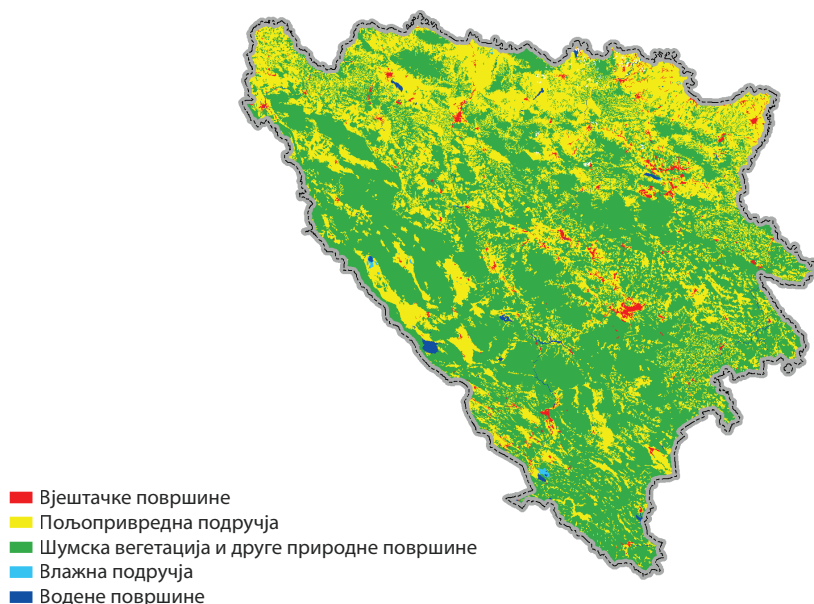 Вјештачке површине
Пољопривредна подручја
Шумска вегетација и друге природне површине
Влажна подручја
Водене површине